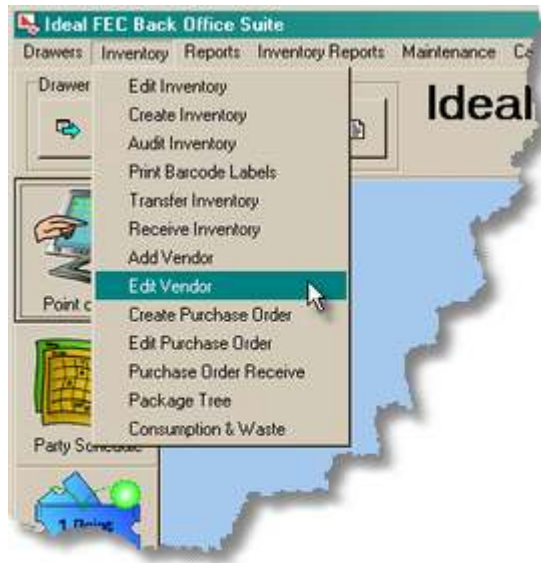 Ideal FEC Back Office Suite
Drawers Inventory Reports Inventory Reports Maintenance
Drawer
Ideal
Edit Inventory
Create Inventory
Audit Inventory
Print Barcode Labels
Transfer Inventory
Receive Inventory
Add Vendor
Edit Vendor
Create Purchase Order
Edit Purchase Order
Purchase Order Receive
Package Tree
Consumption & Waste
Point
Party